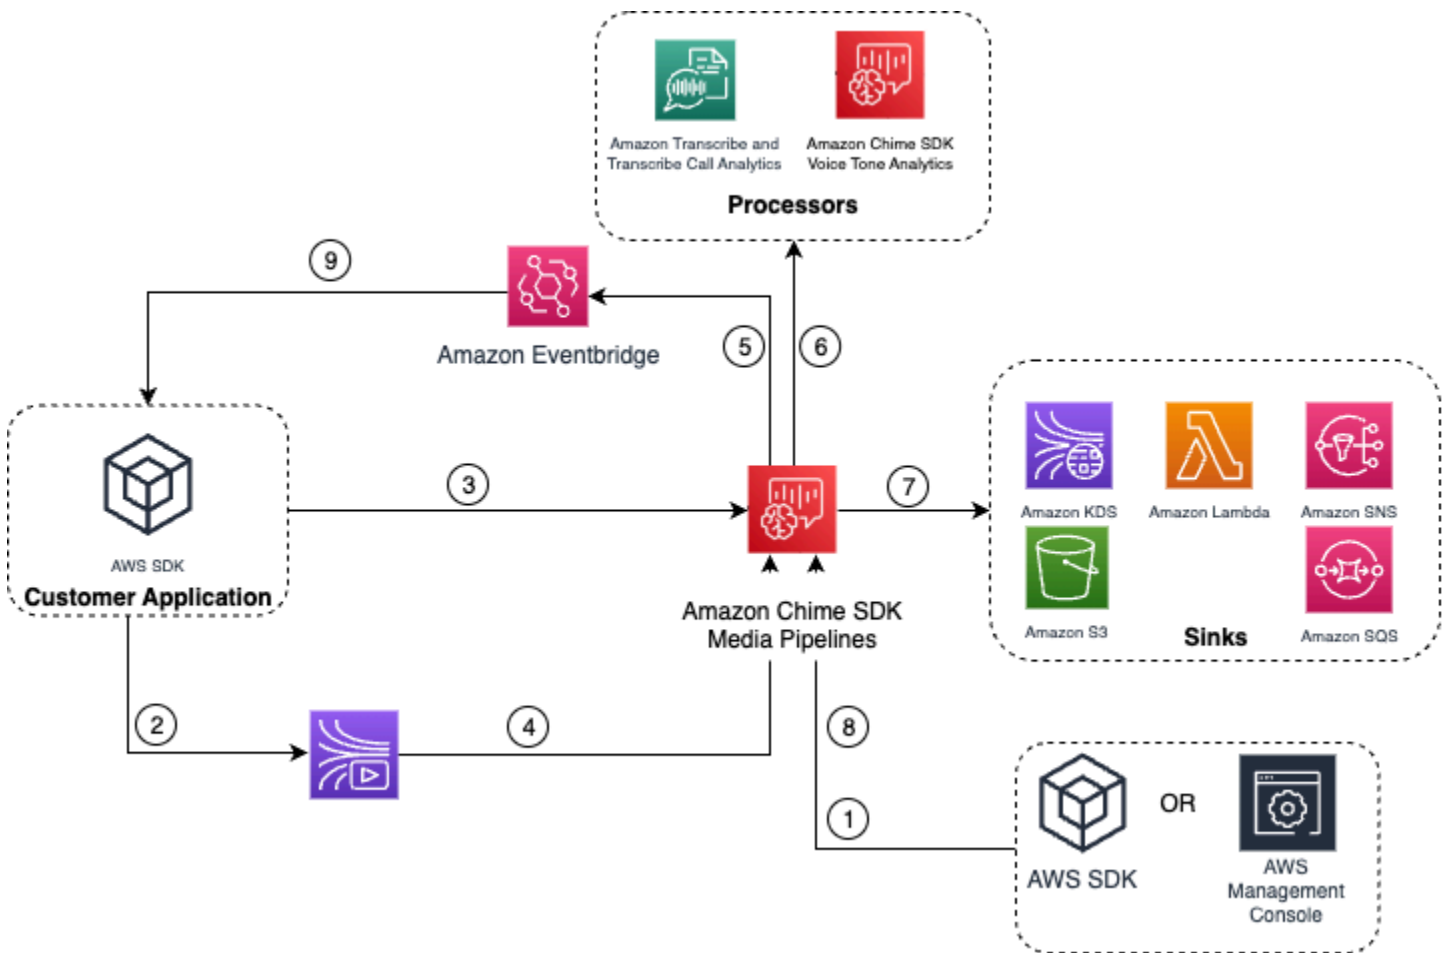 Amazon Transcribe and
Transcribe Call Analytics
Amazon Chime SDK
Voice Tone Analytics
Processors
9
Amazon Eventbridge
5
6
AWS SDK
Customer Application
3
7
Amazon KDS
Amazon Lambda
Amazon SNS
Amazon S3
Sinks
Amazon SQS
Amazon Chime SDK
Media Pipelines
2
4
8
1
AWS SDK
OR
AWS
Management
Console